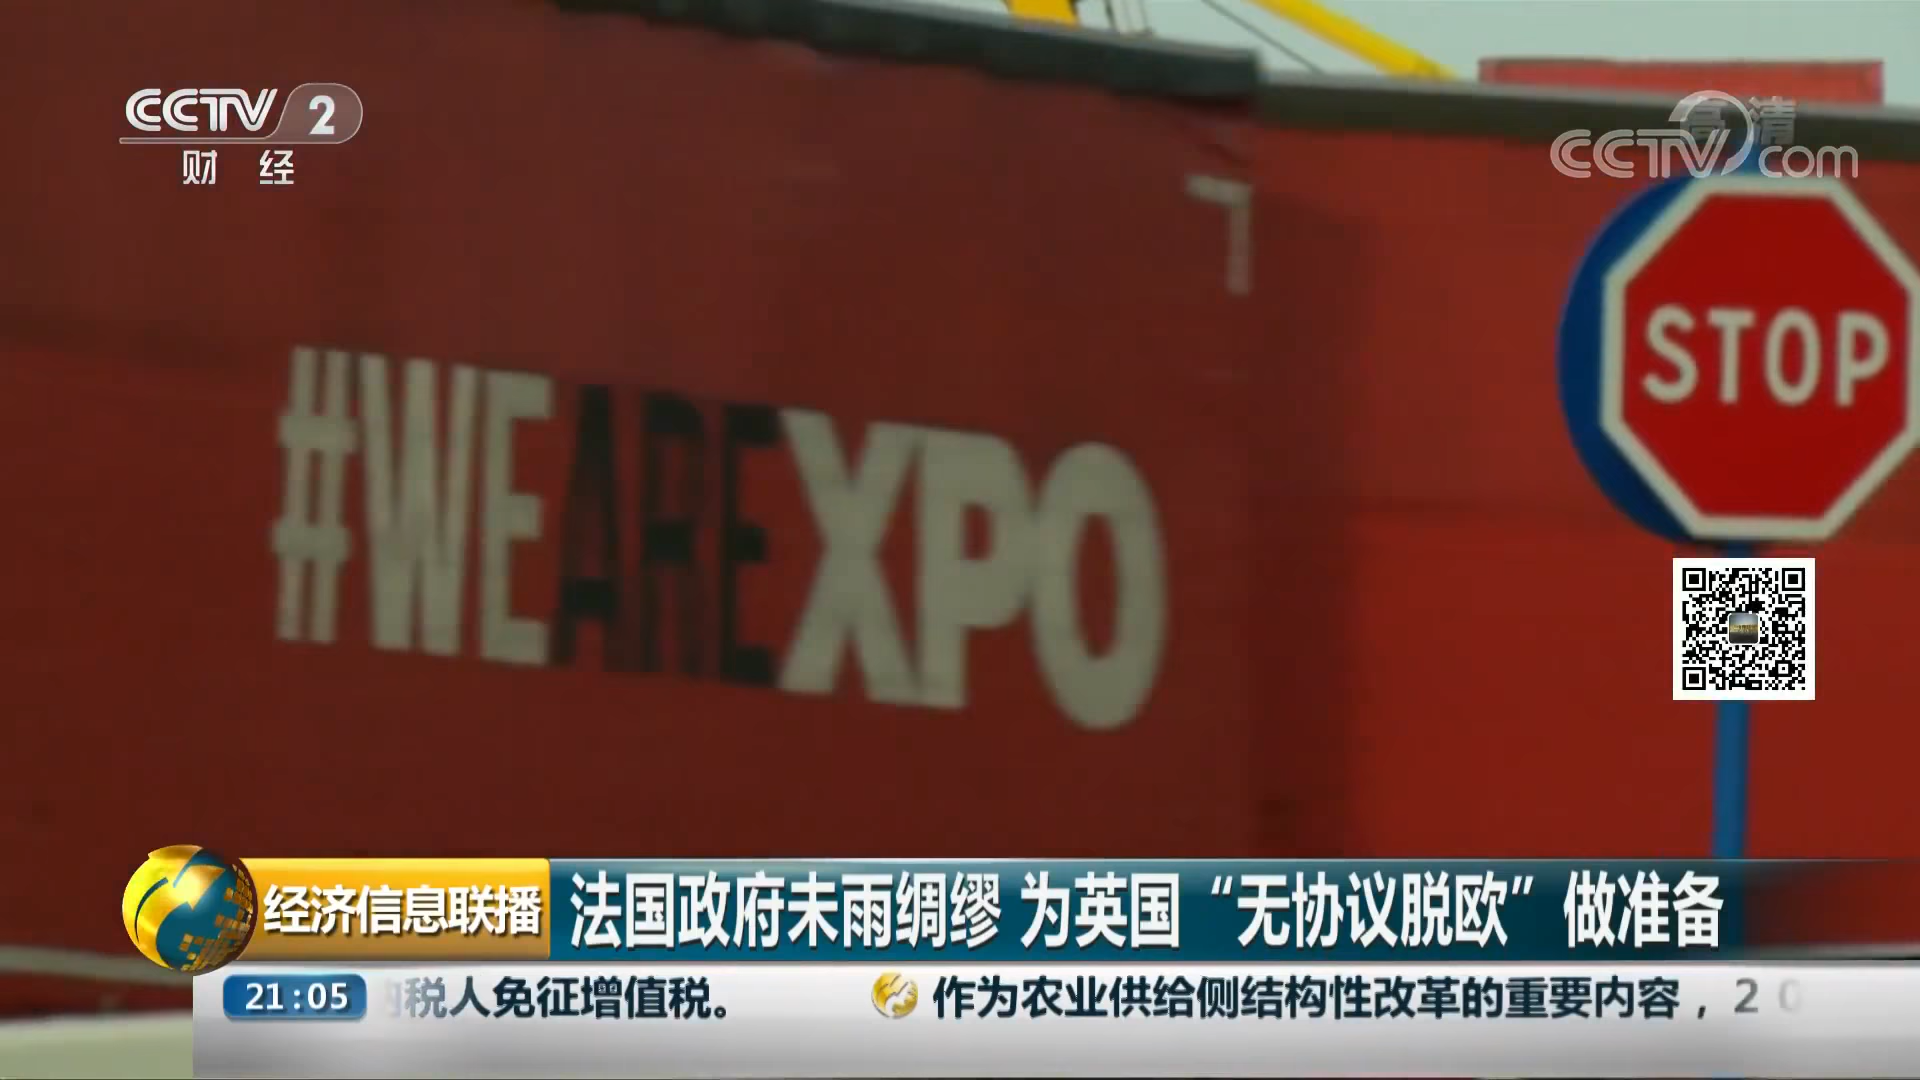 CCTV 2
财 经
高清
CCTV com
STOP
#WEAREXPO
经济信息联播
法国政府未雨绸缪 为英国“无协议脱欧”做准备
21:05
税人免征增值税。
作为农业供给侧结构性改革的重要内容，20